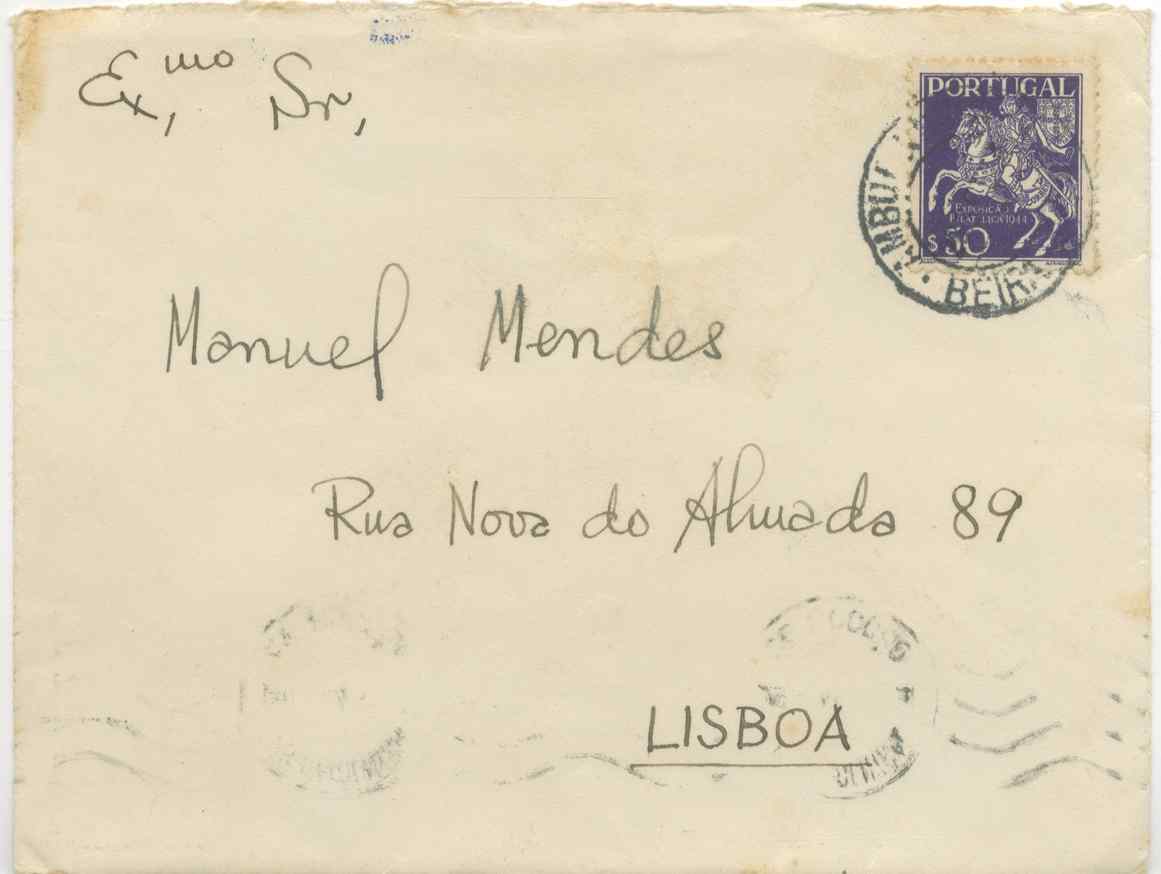 Ex,mo Sr,
PORTUGAL
EXPOSIÇÃO
FILATÉLICA 1944
$50
BEIRA
Manuel Mendes
Rua Nova do Almada 89
LISBOA